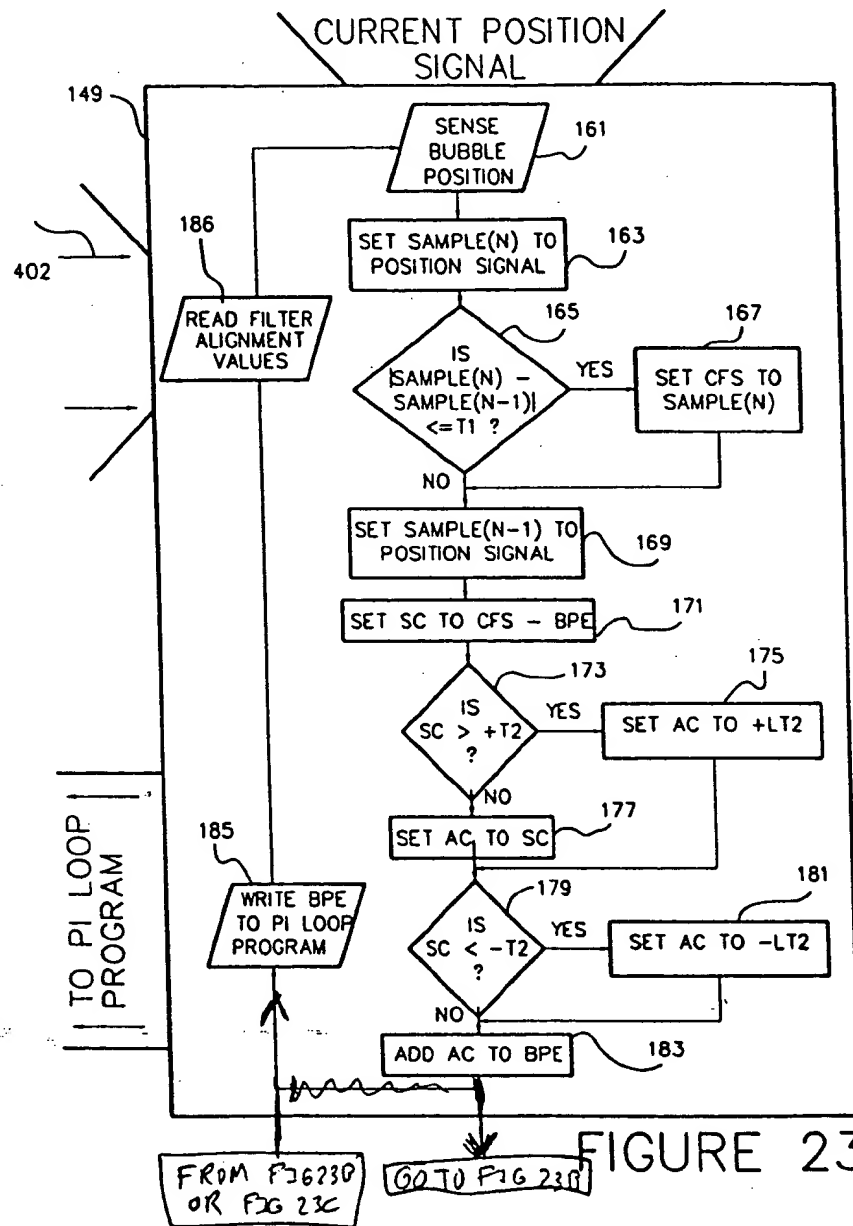 CURRENT POSITION
SIGNAL
149
SENSE
BUBBLE
POSITION
161
186
402
SET SAMPLE(N) TO
POSITION SIGNAL
163
READ FILTER
ALIGNMENT
VALUES
165
167
IS
|SAMPLE(N) -
SAMPLE(N-1)|
<=T1 ?
YES
SET CFS TO
SAMPLE(N)
NO
SET SAMPLE(N-1) TO
POSITION SIGNAL
169
SET SC TO CFS - BPE
171
173
175
IS
SC > +T2
?
YES
SET AC TO +LT2
NO
SET AC TO SC
177
TO PI LOOP
PROGRAM
185
WRITE BPE
TO PI LOOP
PROGRAM
179
181
IS
SC < -T2
?
YES
SET AC TO -LT2
NO
ADD AC TO BPE
183
FROM FIG 23B
OR FIG 23C
GO TO FIG 23B
FIGURE 23